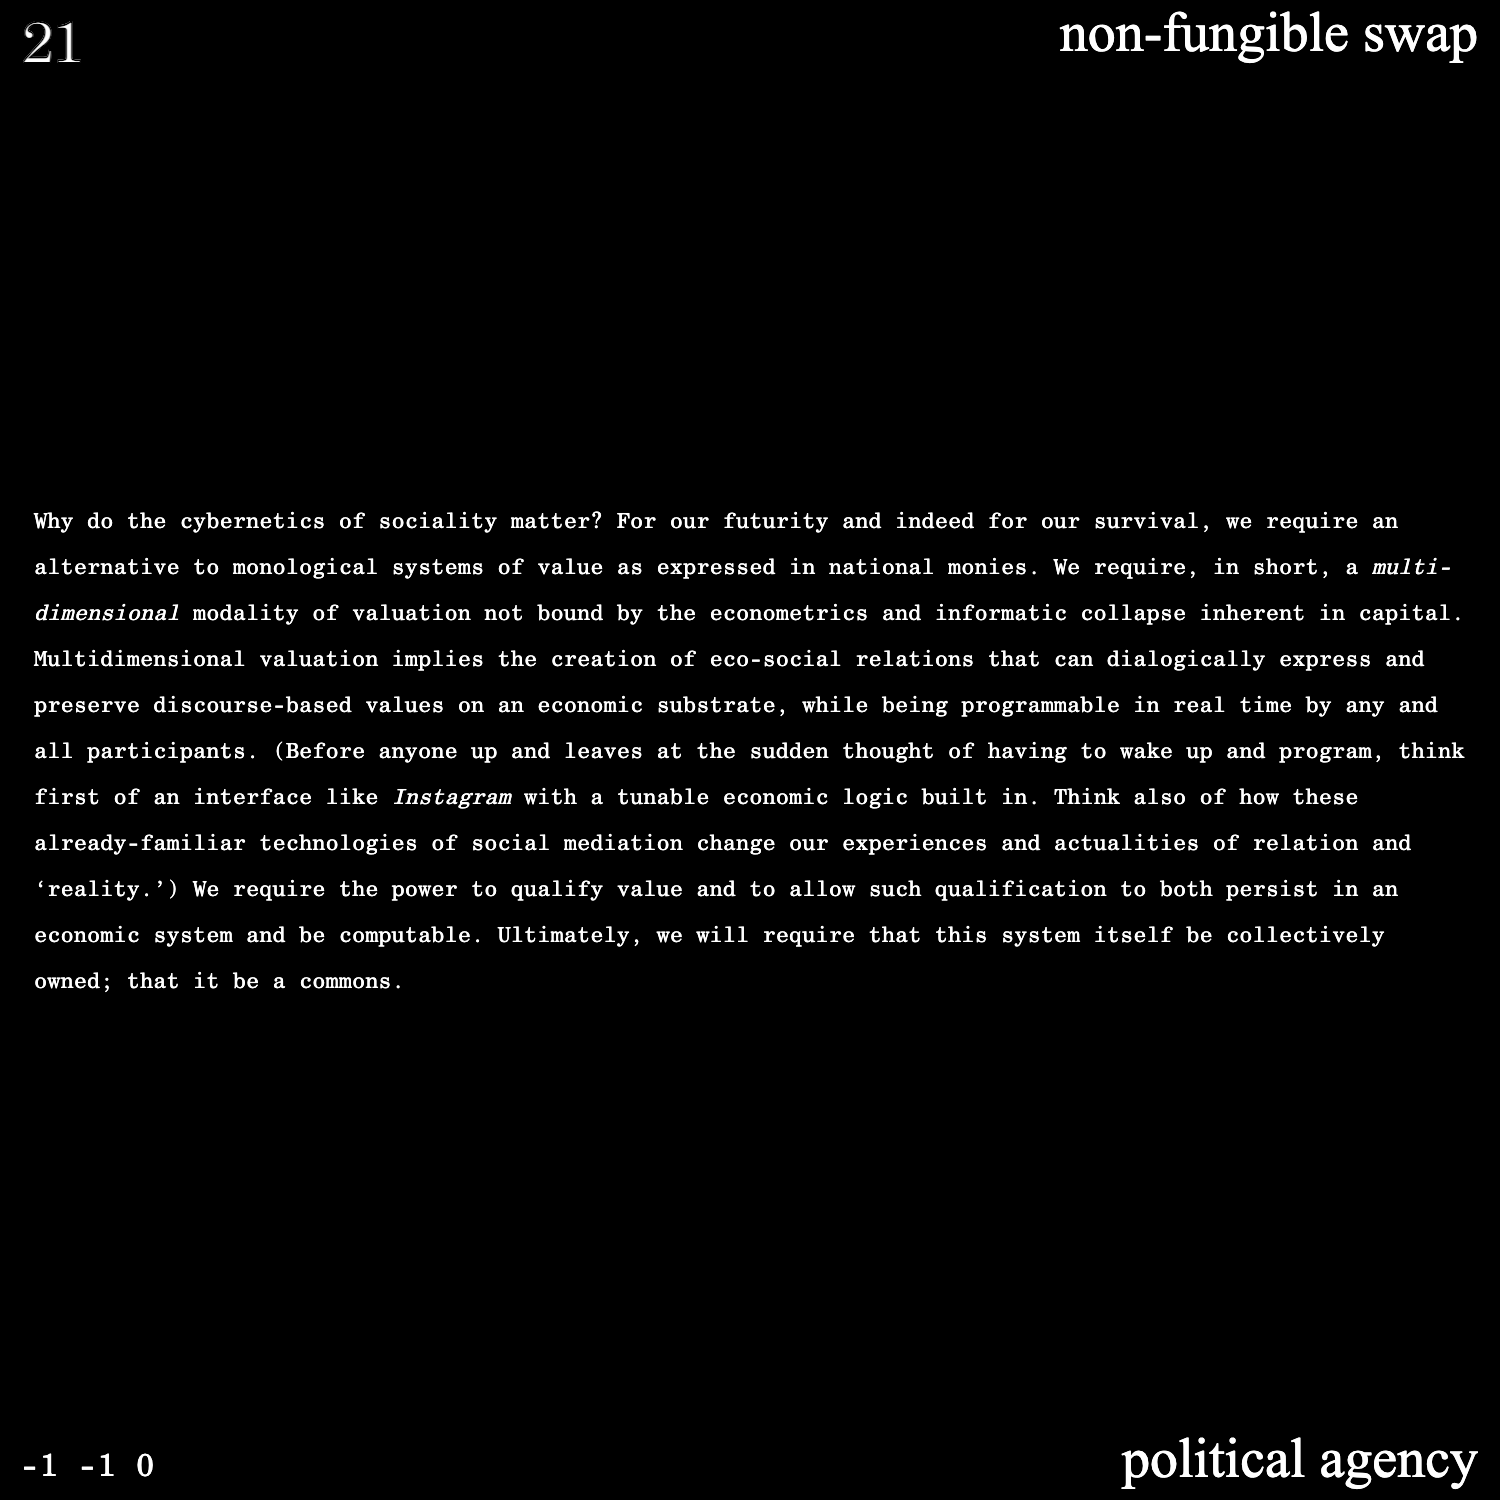 21
non-fungible swap
Why do the cybernetics of sociality matter? For our futurity and indeed for our survival, we require an
alternative to monological systems of value as expressed in national monies. We require, in short, a multi-
dimensional modality of valuation not bound by the econometrics and informatic collapse inherent in capital.
Multidimensional valuation implies the creation of eco-social relations that can dialogically express and
preserve discourse-based values on an economic substrate, while being programmable in real time by any and
all participants. (Before anyone up and leaves at the sudden thought of having to wake up and program, think
first of an interface like Instagram with a tunable economic logic built in. Think also of how these
already-familiar technologies of social mediation change our experiences and actualities of relation and
‘reality.’) We require the power to qualify value and to allow such qualification to both persist in an
economic system and be computable. Ultimately, we will require that this system itself be collectively
owned; that it be a commons.
-1 -1 0
political agency